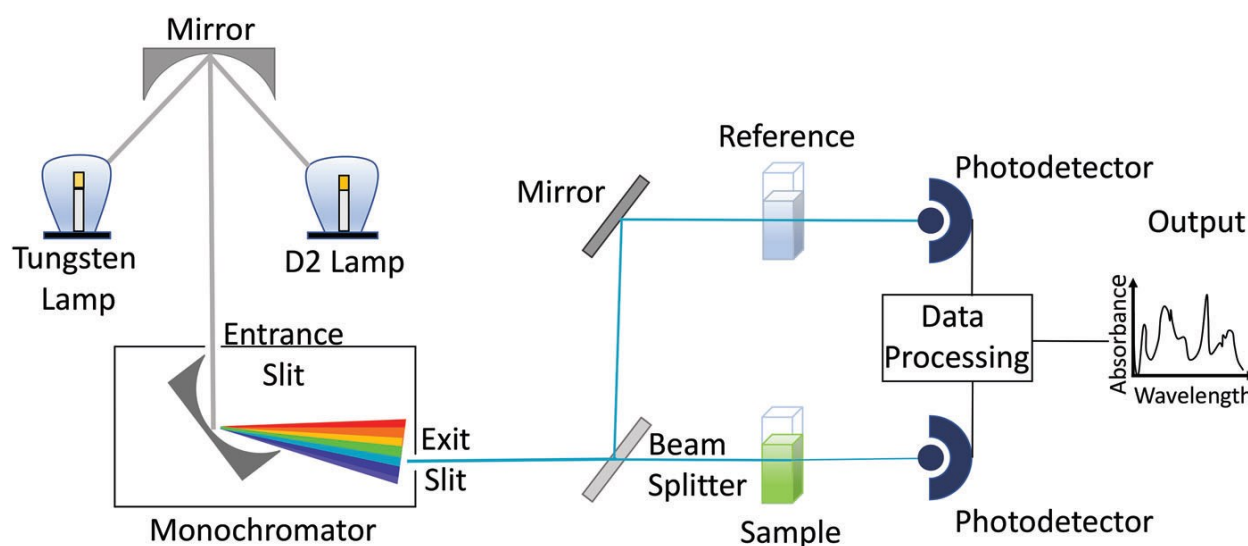 Mirror
Tungsten
Lamp
D2 Lamp
Entrance
Slit
Exit
Slit
Monochromator
Mirror
Reference
Photodetector
Beam
Splitter
Sample
Photodetector
Data
Processing
Output
Absorbance
Wavelength